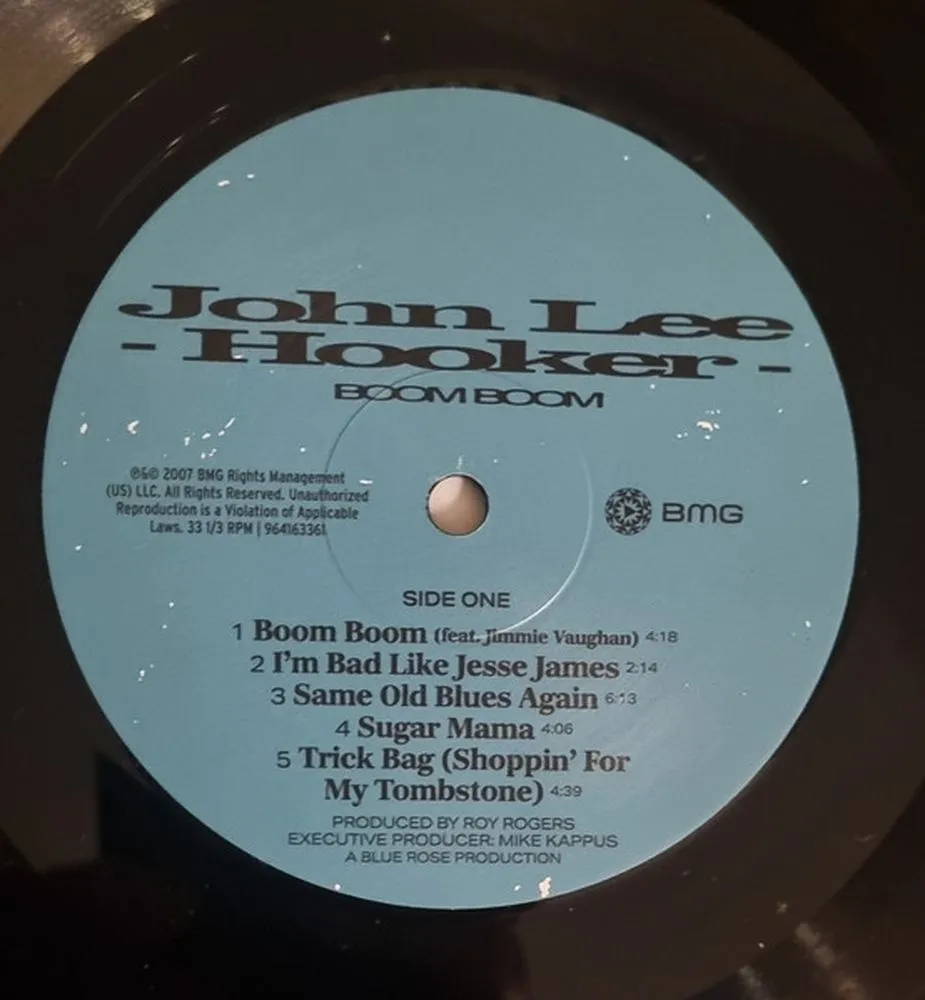 John Lee
- Hooker -
BOOM BOOM
℗&© 2007 BMG Rights Management
(US) LLC. All Rights Reserved. Unauthorized
Reproduction is a Violation of Applicable
Laws. 33 1/3 RPM | 964163361
BMG
SIDE ONE
1 Boom Boom (feat. Jimmie Vaughan) 4:18
2 I'm Bad Like Jesse James 2:14
3 Same Old Blues Again 6:13
4 Sugar Mama 4:06
5 Trick Bag (Shoppin' For
My Tombstone) 4:39
PRODUCED BY ROY ROGERS
EXECUTIVE PRODUCER: MIKE KAPPUS
A BLUE ROSE PRODUCTION